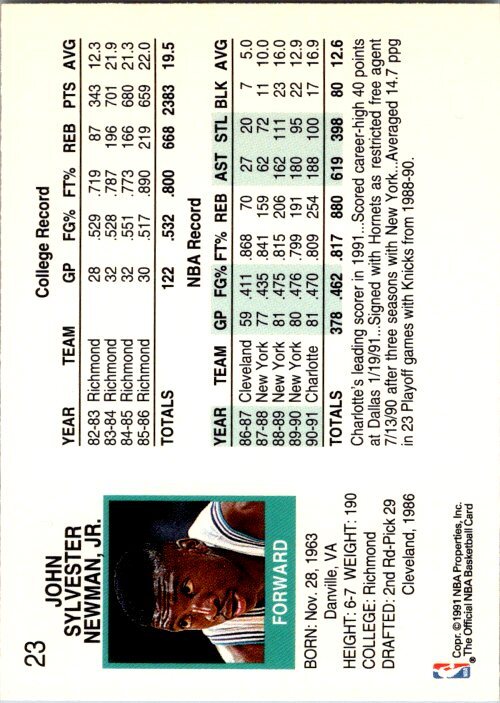 23
JOHN
SYLVESTER
NEWMAN, JR.
FORWARD
BORN: Nov. 28, 1963
Danville, VA
HEIGHT: 6-7 WEIGHT: 190
COLLEGE: Richmond
DRAFTED: 2nd Rd-Pick 29
Cleveland, 1986
Copr. © 1991 NBA Properties, Inc.
The Official NBA Basketball Card
NBA
College Record
YEAR TEAM GP FG% FT% REB PTS AVG
82-83 Richmond 28 .529 .719 87 343 12.3
83-84 Richmond 32 .528 .787 196 701 21.9
84-85 Richmond 32 .551 .773 166 680 21.3
85-86 Richmond 30 .517 .890 219 659 22.0
TOTALS 122 .532 .800 668 2383 19.5
NBA Record
YEAR TEAM GP FG% FT% REB AST STL BLK AVG
86-87 Cleveland 59 .411 .868 70 27 20 7 5.0
87-88 New York 77 .435 .841 159 62 72 11 10.0
88-89 New York 81 .475 .815 206 162 111 23 16.0
89-90 New York 80 .476 .799 191 180 95 22 12.9
90-91 Charlotte 81 .470 .809 254 188 100 17 16.9
TOTALS 378 .462 .817 880 619 398 80 12.6
Charlotte's leading scorer in 1991...Scored career-high 40 points
at Dallas 1/19/91...Signed with Hornets as restricted free agent
7/13/90 after three seasons with New York...Averaged 14.7 ppg
in 23 Playoff games with Knicks from 1988-90.